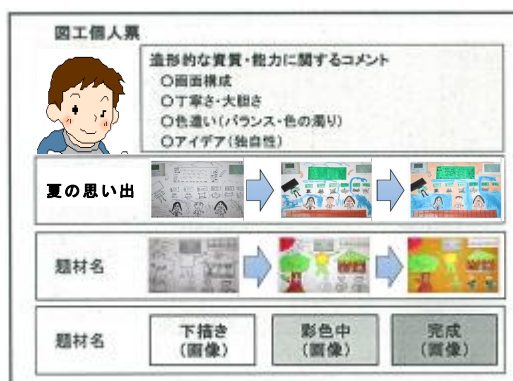 図工個人票
造形的な資質・能力に関するコメント
○画面構成
○丁寧さ・大胆さ
○色遣い(バランス・色の濁り)
○アイデア(独自性)
夏の思い出
題材名
題材名
下描き
(画像)
彩色中
(画像)
完成
(画像)